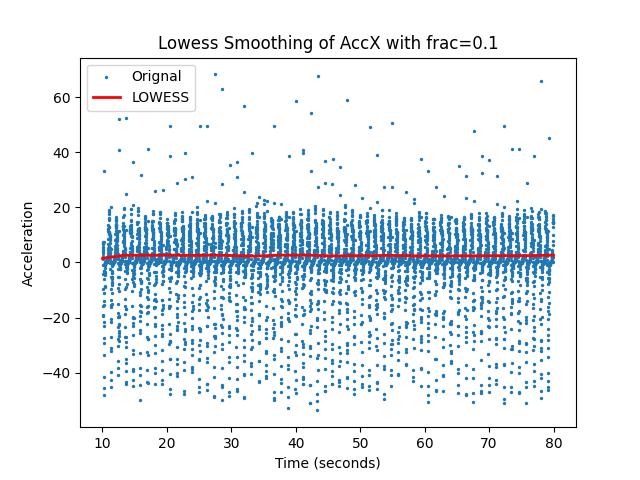 Lowess Smoothing of AccX with frac=0.1
Orignal
LOWESS
60
40
20
0
−20
−40
Acceleration
10 20 30 40 50 60 70 80
Time (seconds)